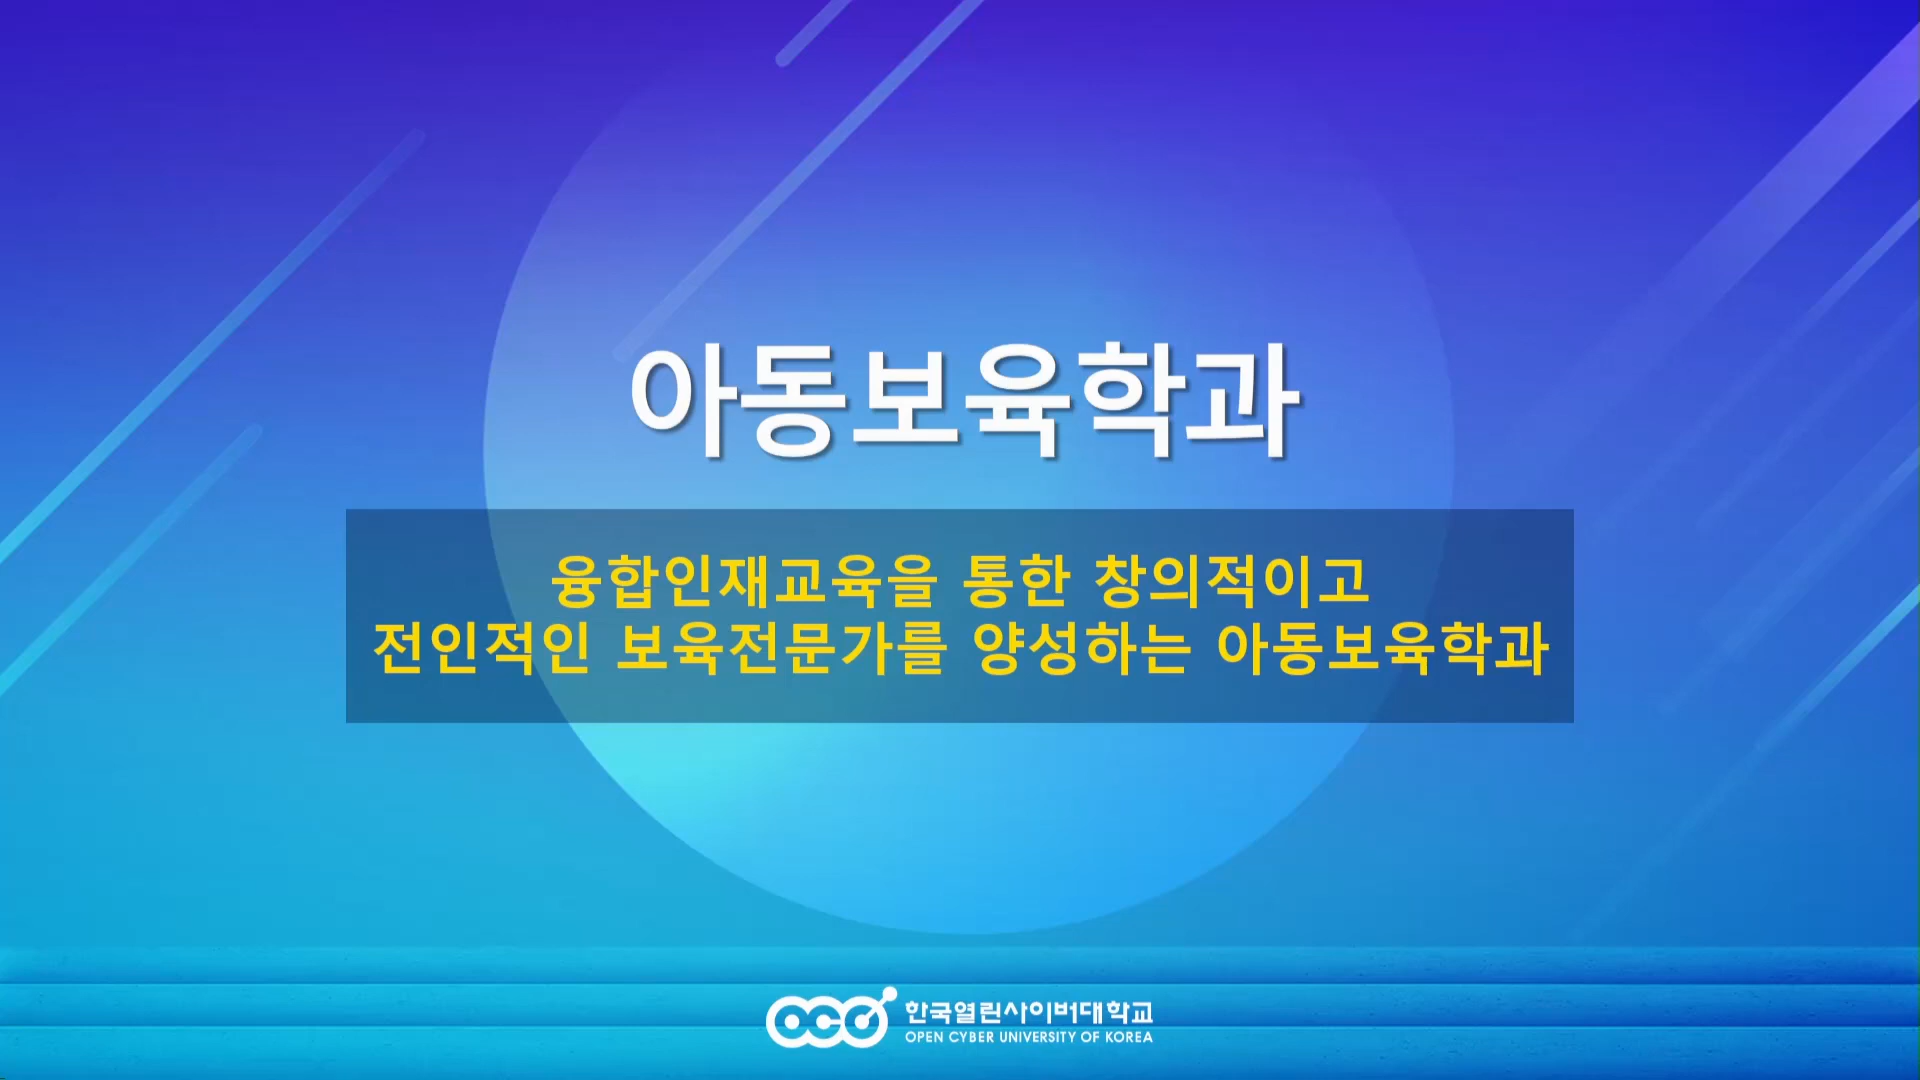 아동보육학과
융합인재교육을 통한 창의적이고
전인적인 보육전문가를 양성하는 아동보육학과
한국열린사이버대학교
OPEN CYBER UNIVERSITY OF KOREA